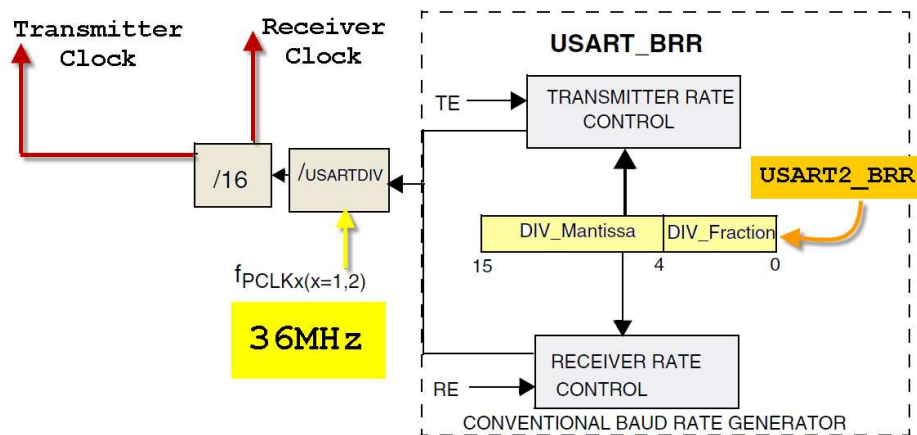 Transmitter
Clock
Receiver
Clock
USART_BRR
TE
TRANSMITTER RATE
CONTROL
/16
/USARTDIV
USART2_BRR
DIV_Mantissa
DIV_Fraction
15
4
0
fPCLKx(x=1,2)
36MHz
RE
RECEIVER RATE
CONTROL
CONVENTIONAL BAUD RATE GENERATOR